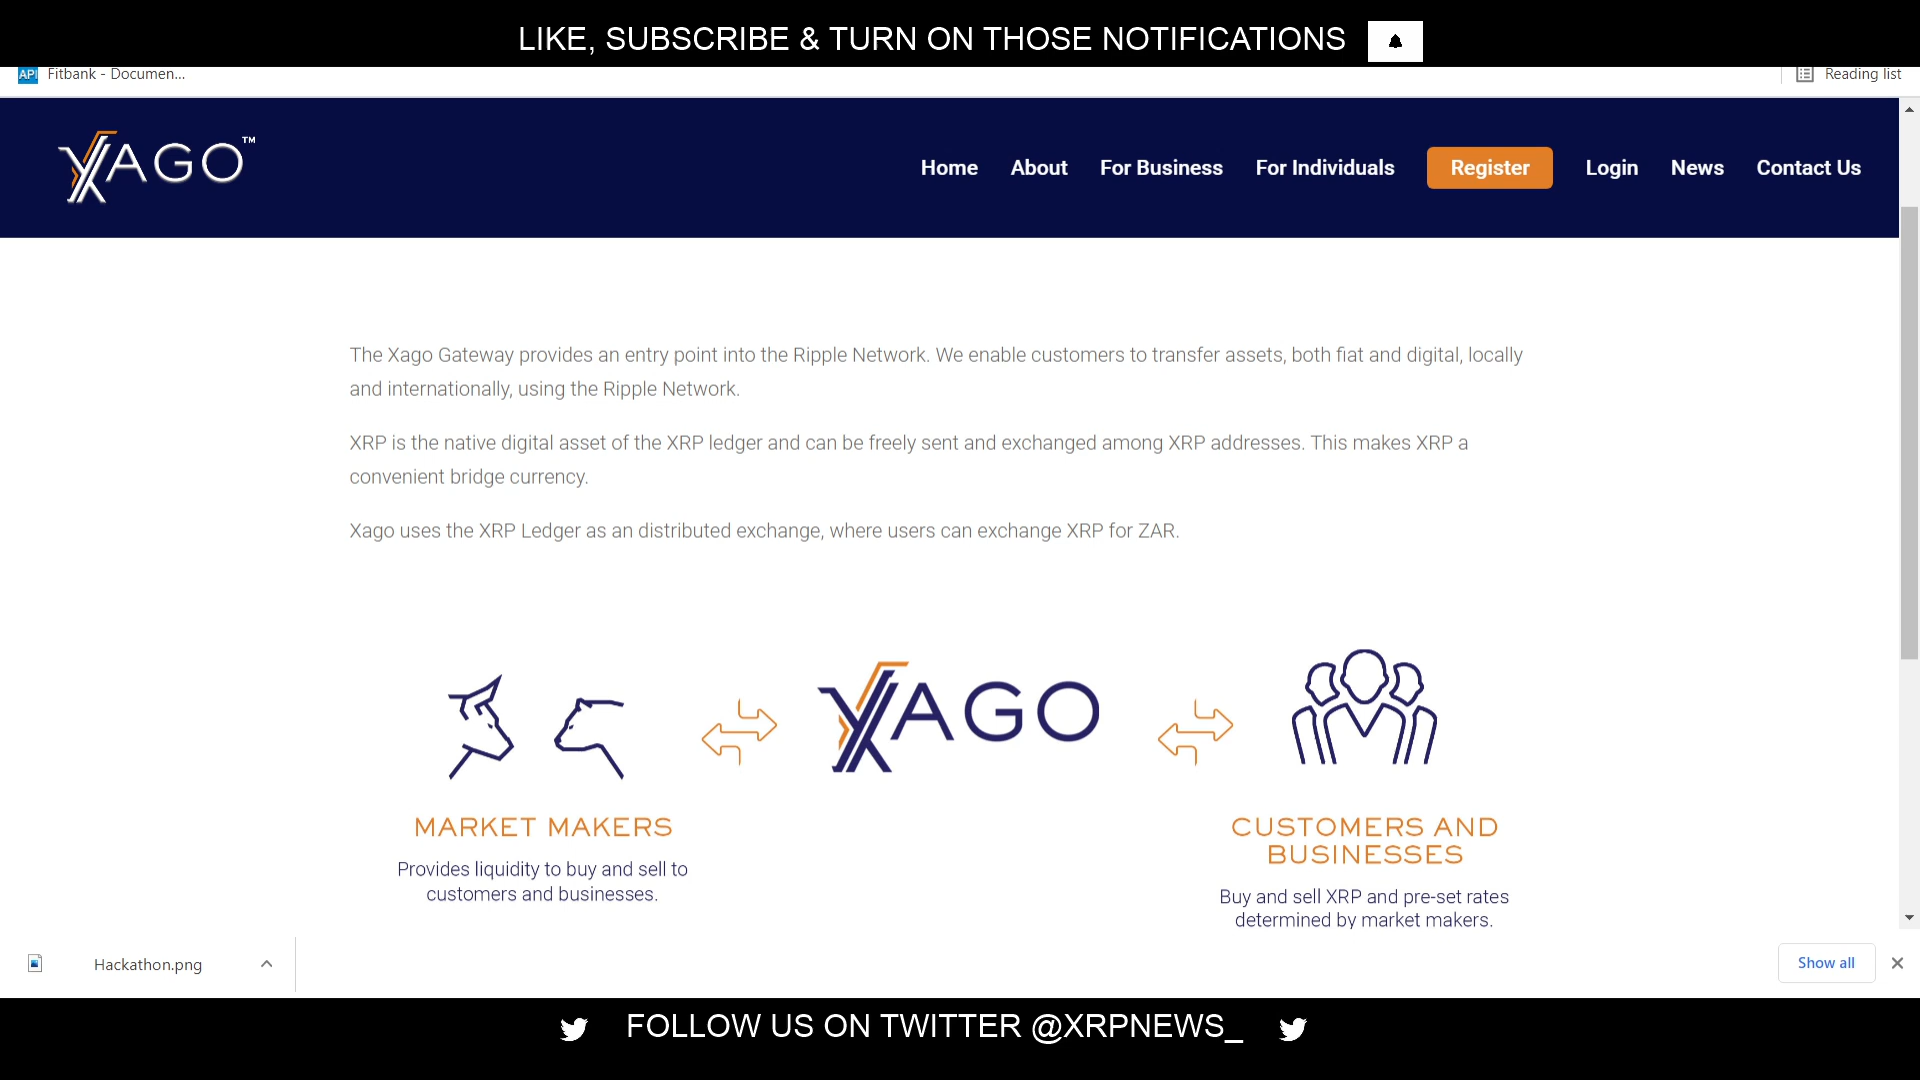 LIKE, SUBSCRIBE & TURN ON THOSE NOTIFICATIONS
API Fitbank - Documen...
Reading list
XAGO™
Home About For Business For Individuals Register Login News Contact Us
The Xago Gateway provides an entry point into the Ripple Network. We enable customers to transfer assets, both fiat and digital, locally
and internationally, using the Ripple Network.
XRP is the native digital asset of the XRP ledger and can be freely sent and exchanged among XRP addresses. This makes XRP a
convenient bridge currency.
Xago uses the XRP Ledger as an distributed exchange, where users can exchange XRP for ZAR.
XAGO
MARKET MAKERS
Provides liquidity to buy and sell to
customers and businesses.
CUSTOMERS AND
BUSINESSES
Buy and sell XRP and pre-set rates
determined by market makers.
Hackathon.png
Show all
FOLLOW US ON TWITTER @XRPNEWS_